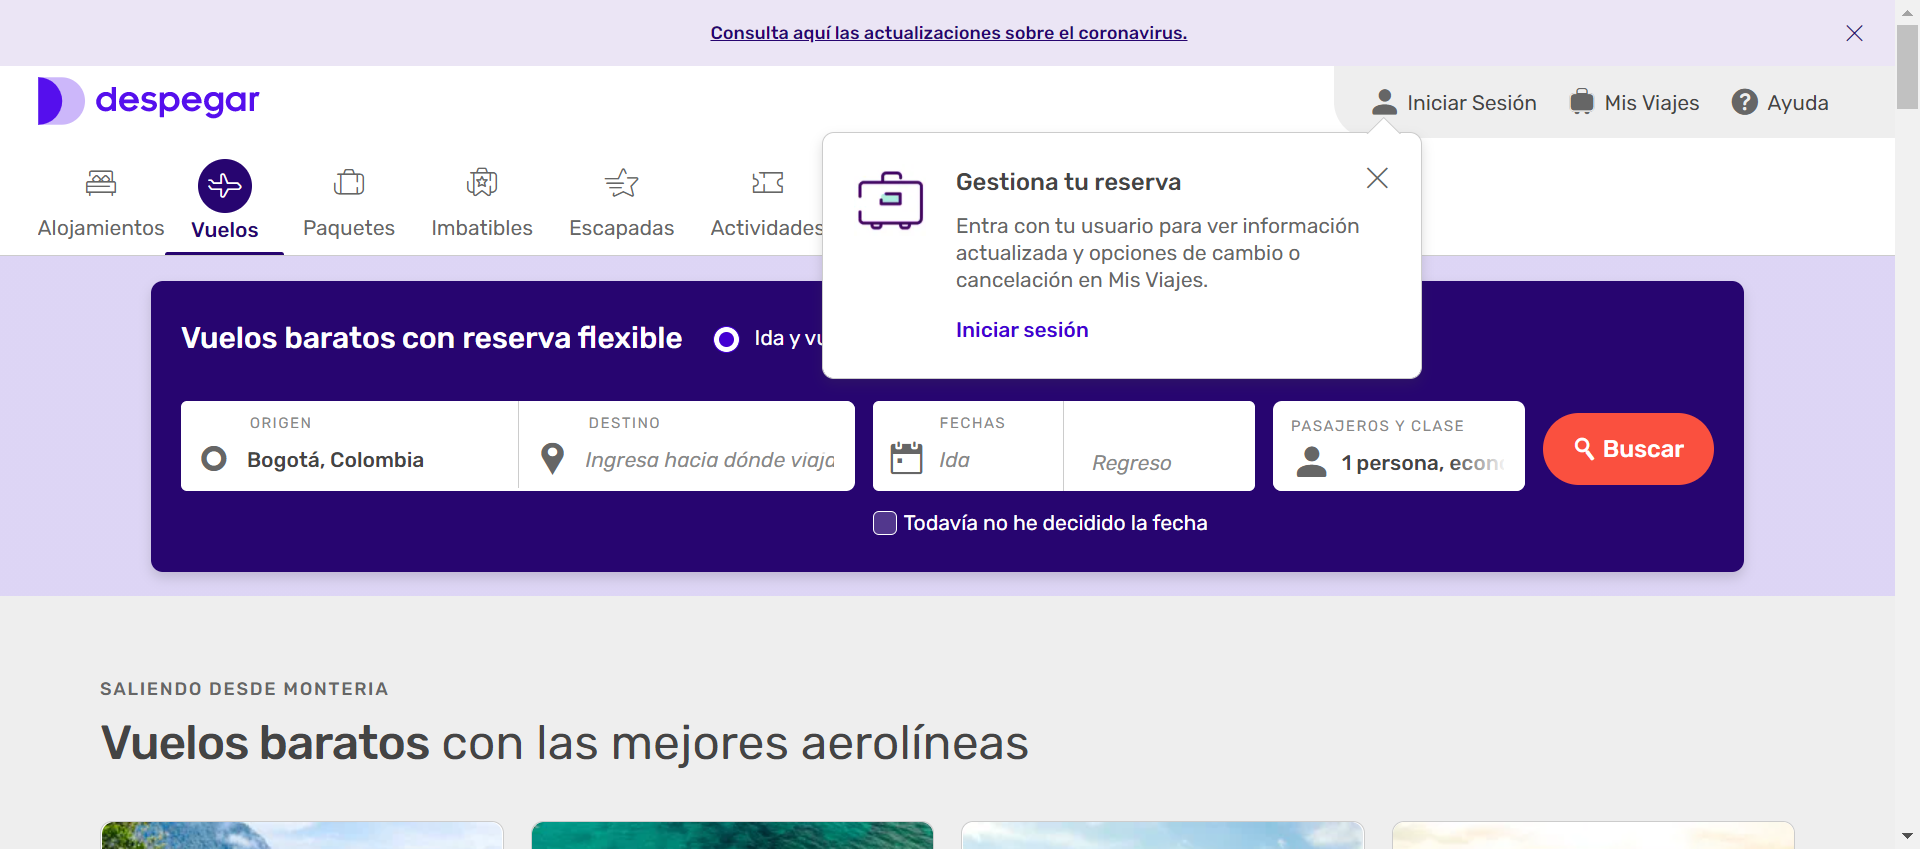 Consulta aquí las actualizaciones sobre el coronavirus.
despegar
Iniciar Sesión
Mis Viajes
Ayuda
Alojamientos
Vuelos
Paquetes
Imbatibles
Escapadas
Actividades
Gestiona tu reserva
Entra con tu usuario para ver información
actualizada y opciones de cambio o
cancelación en Mis Viajes.
Iniciar sesión
Vuelos baratos con reserva flexible
Ida y
ORIGEN
Bogotá, Colombia
DESTINO
Ingresa hacia dónde
FECHAS
Ida
Regreso
PASAJEROS Y CLASE
1 persona,
Buscar
Todavía no he decidido la fecha
SALIENDO DESDE MONTERIA
Vuelos baratos con las mejores aerolíneas